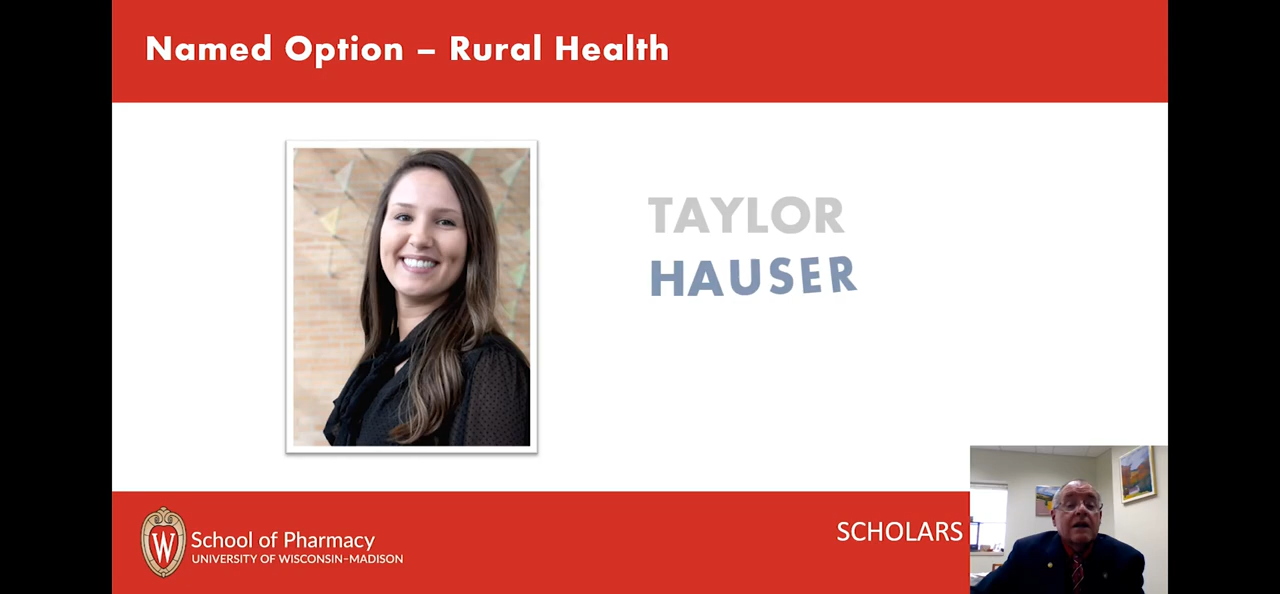 Named Option – Rural Health
TAYLOR
HAUSER
W
School of Pharmacy
UNIVERSITY OF WISCONSIN–MADISON
SCHOLARS